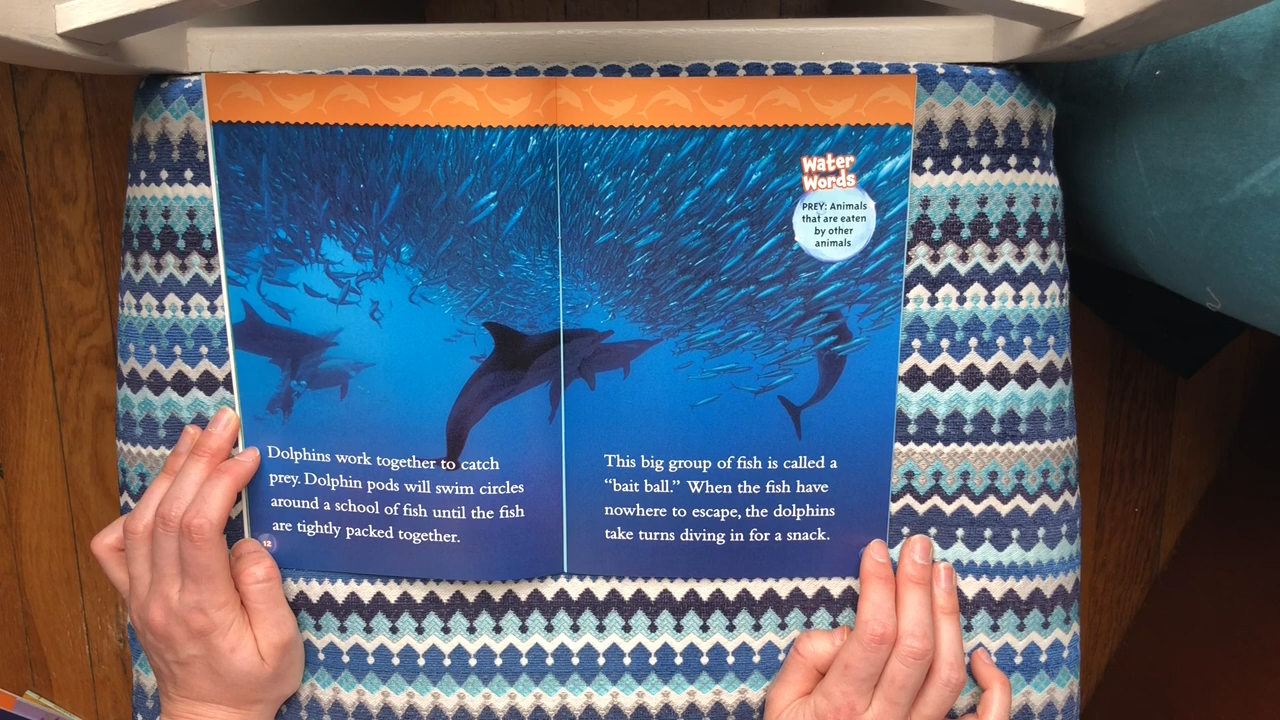 Water
Words
PREY: Animals
that are eaten
by other
animals
Dolphins work together to catch
prey. Dolphin pods will swim circles
around a school of fish until the fish
are tightly packed together.
12
This big group of fish is called a
“bait ball.” When the fish have
nowhere to escape, the dolphins
take turns diving in for a snack.